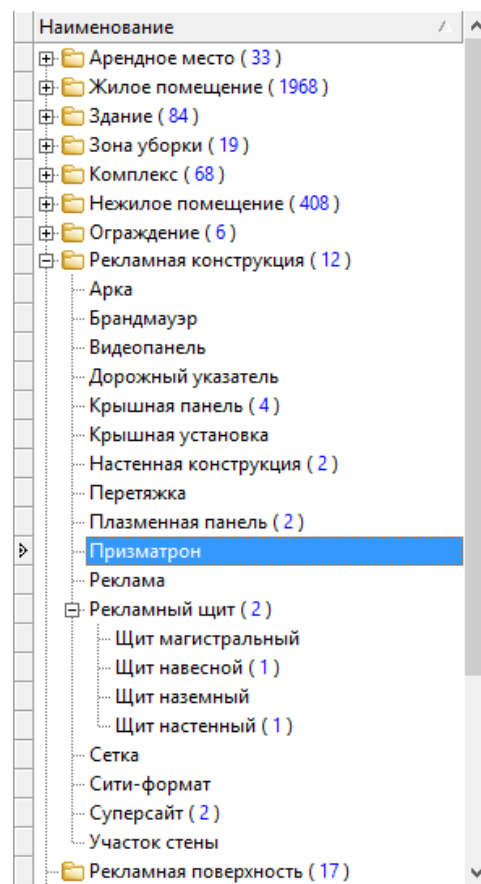 Наименование
Арендное место ( 33 )
Жилое помещение ( 1968 )
Здание ( 84 )
Зона уборки ( 19 )
Комплекс ( 68 )
Нежилое помещение ( 408 )
Ограждение ( 6 )
Рекламная конструкция ( 12 )
Арка
Брандмауэр
Видеопанель
Дорожный указатель
Крышная панель ( 4 )
Крышная установка
Настенная конструкция ( 2 )
Перетяжка
Плазменная панель ( 2 )
Призматрон
Реклама
Рекламный щит ( 2 )
Щит магистральный
Щит навесной ( 1 )
Щит наземный
Щит настенный ( 1 )
Сетка
Сити-формат
Суперсайт ( 2 )
Участок стены
Рекламная поверхность ( 17 )